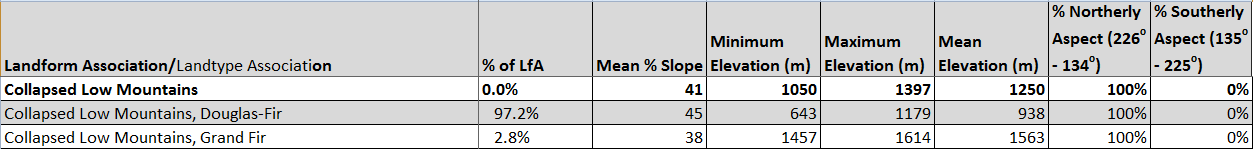 Landform Association/Landtype Association % of LfA Mean % Slope Minimum Elevation (m) Maximum Elevation (m) Mean Elevation (m) % Northerly Aspect (226° - 134°) % Southerly Aspect (135° - 225°)
Collapsed Low Mountains 0.0% 41 1050 1397 1250 100% 0%
Collapsed Low Mountains, Douglas-Fir 97.2% 45 643 1179 938 100% 0%
Collapsed Low Mountains, Grand Fir 2.8% 38 1457 1614 1563 100% 0%